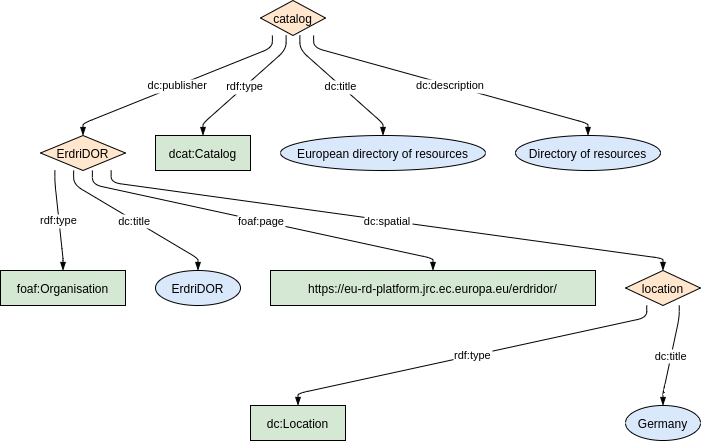 catalog
dc:publisher
rdf:type
dc:title
dc:description
ErdriDOR
dcat:Catalog
European directory of resources
Directory of resources
rdf:type
dc:title
foaf:page
dc:spatial
foaf:Organisation
ErdriDOR
https://eu-rd-platform.jrc.ec.europa.eu/erdridor/
location
rdf:type
dc:title
dc:Location
Germany